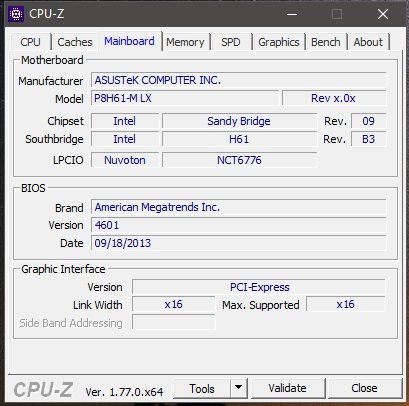 CPU-Z
CPU Caches Mainboard Memory SPD Graphics Bench About
Motherboard
Manufacturer ASUSTeK COMPUTER INC.
Model P8H61-M LX Rev x.0x
Chipset Intel Sandy Bridge Rev. 09
Southbridge Intel H61 Rev. B3
LPCIO Nuvoton NCT6776
BIOS
Brand American Megatrends Inc.
Version 4601
Date 09/18/2013
Graphic Interface
Version PCI-Express
Link Width x16 Max. Supported x16
Side Band Addressing
CPU-Z Ver. 1.77.0.x64 Tools Validate Close